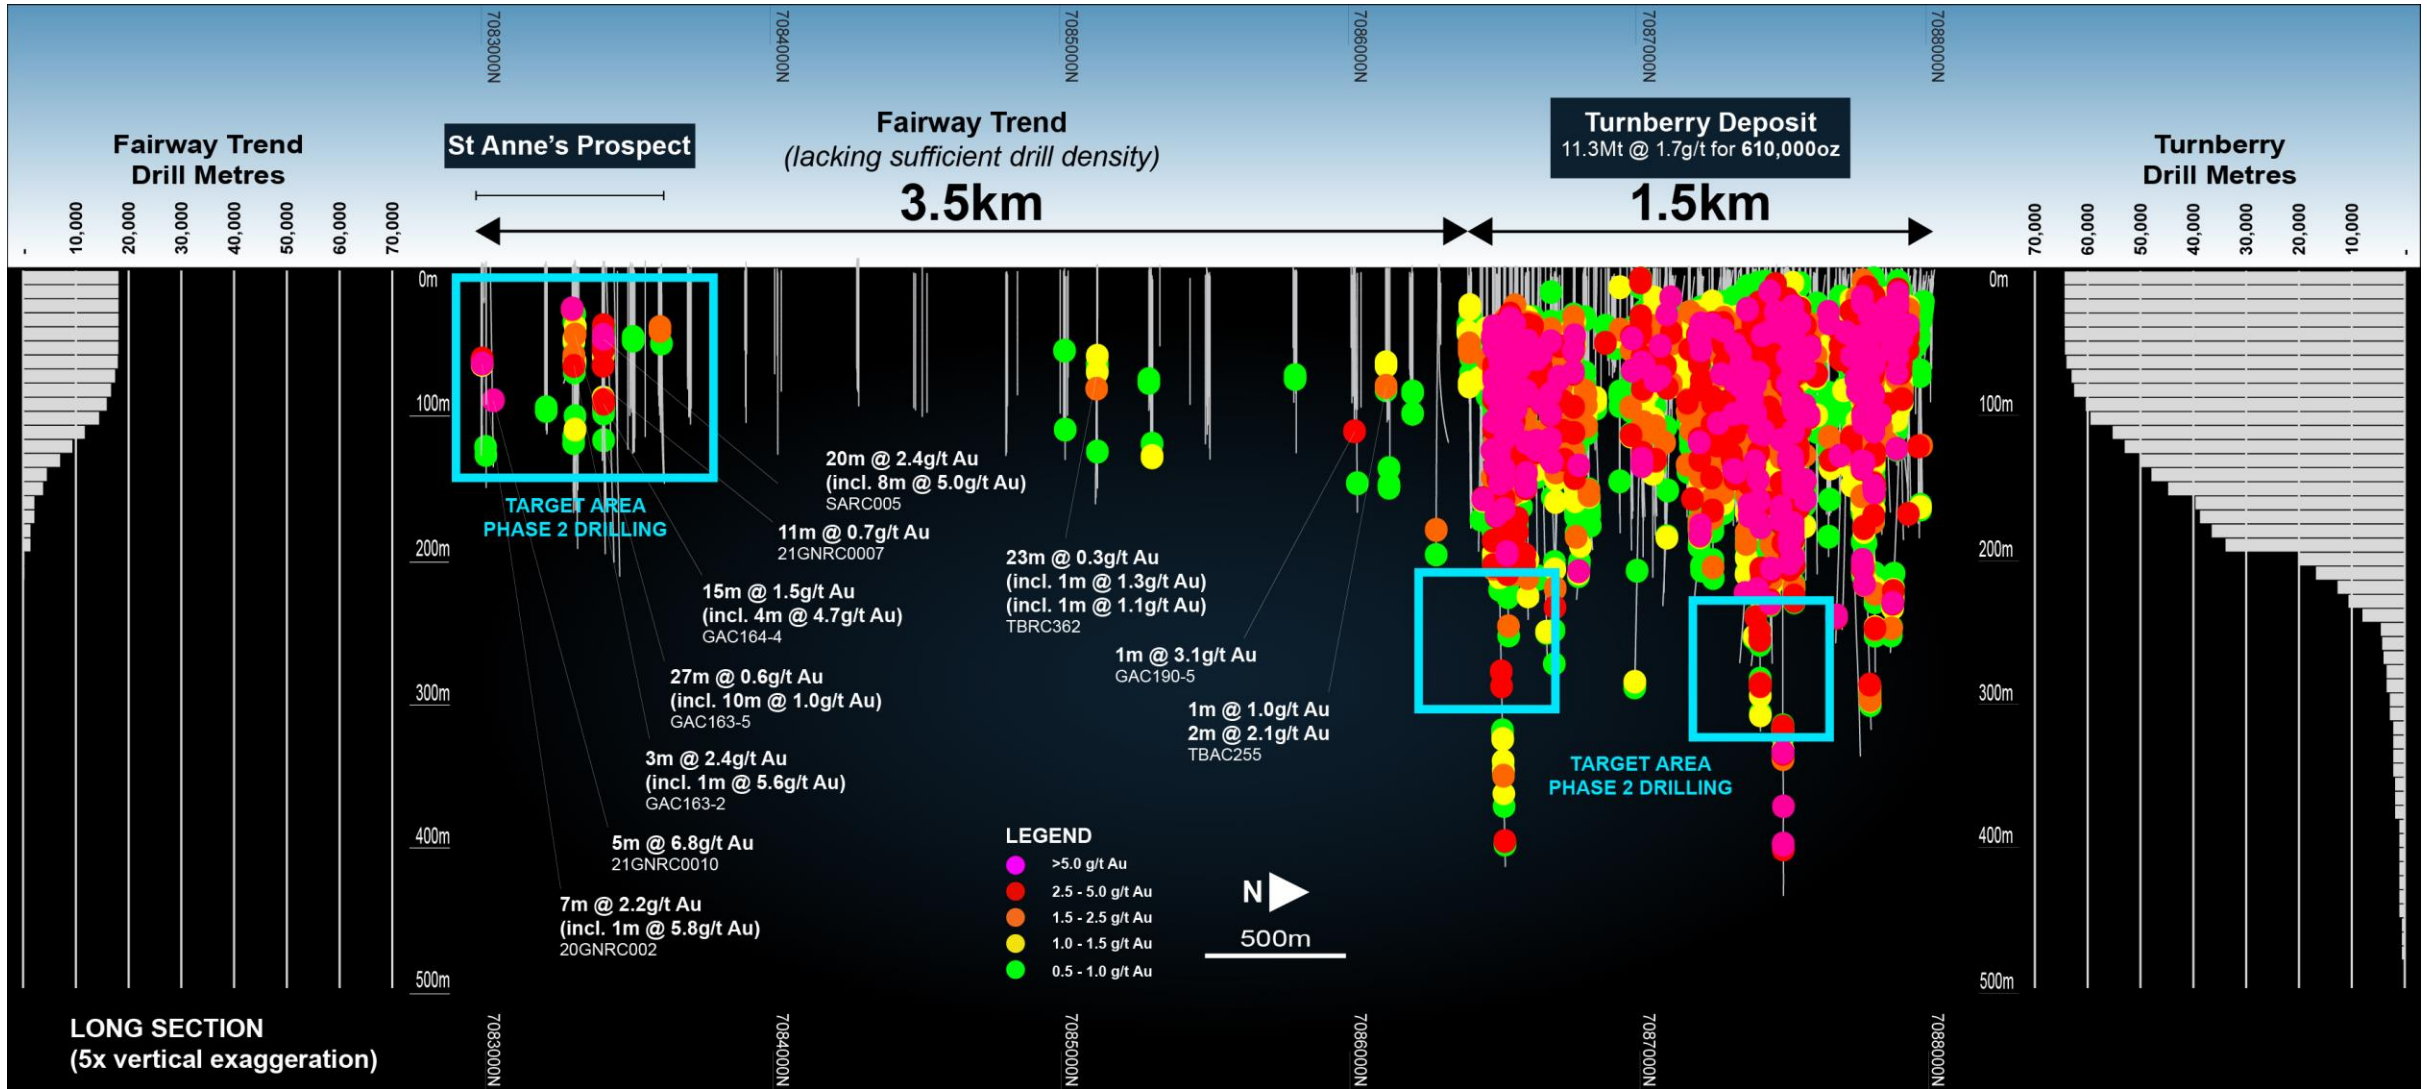 7083000N
7084000N
7085000N
7086000N
7087000N
7088000N
Fairway Trend
Drill Metres
-
10,000
20,000
30,000
40,000
50,000
60,000
70,000
St Anne's Prospect
Fairway Trend
(lacking sufficient drill density)
3.5km
Turnberry Deposit
11.3Mt @ 1.7g/t for 610,000oz
1.5km
Turnberry
Drill Metres
70,000
60,000
50,000
40,000
30,000
20,000
10,000
-
0m
100m
200m
300m
400m
500m
TARGET AREA
PHASE 2 DRILLING
20m @ 2.4g/t Au
(incl. 8m @ 5.0g/t Au)
SARC005
11m @ 0.7g/t Au
21GNRC0007
15m @ 1.5g/t Au
(incl. 4m @ 4.7g/t Au)
GAC164-4
27m @ 0.6g/t Au
(incl. 10m @ 1.0g/t Au)
GAC163-5
3m @ 2.4g/t Au
(incl. 1m @ 5.6g/t Au)
GAC163-2
5m @ 6.8g/t Au
21GNRC0010
7m @ 2.2g/t Au
(incl. 1m @ 5.8g/t Au)
20GNRC002
23m @ 0.3g/t Au
(incl. 1m @ 1.3g/t Au)
(incl. 1m @ 1.1g/t Au)
TBRC362
1m @ 3.1g/t Au
GAC190-5
1m @ 1.0g/t Au
2m @ 2.1g/t Au
TBAC255
TARGET AREA
PHASE 2 DRILLING
LEGEND
>5.0 g/t Au
2.5 - 5.0 g/t Au
1.5 - 2.5 g/t Au
1.0 - 1.5 g/t Au
0.5 - 1.0 g/t Au
N
500m
0m
100m
200m
300m
400m
500m
LONG SECTION
(5x vertical exaggeration)
7083000N
7084000N
7085000N
7086000N
7087000N
7088000N